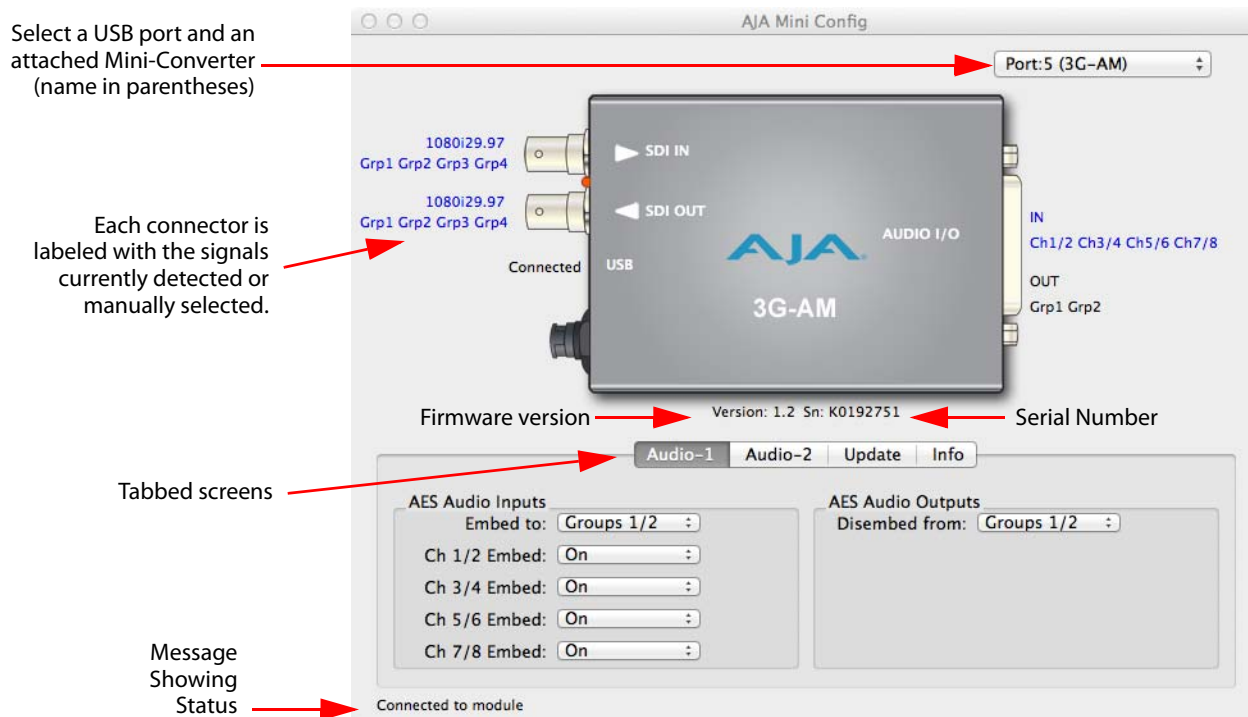 AJA Mini Config
Select a USB port and an
attached Mini-Converter
(name in parentheses)
Port:5 (3G-AM)
1080i29.97
Grp1 Grp2 Grp3 Grp4
SDI IN
1080i29.97
Grp1 Grp2 Grp3 Grp4
SDI OUT
Each connector is
labeled with the signals
currently detected or
manually selected.
Connected
USB
AJA
3G-AM
AUDIO I/O
IN
Ch1/2 Ch3/4 Ch5/6 Ch7/8
OUT
Grp1 Grp2
Firmware version
Version: 1.2 Sn: K0192751
Serial Number
Tabbed screens
Audio-1 Audio-2 Update Info
AES Audio Inputs
Embed to: Groups 1/2
Ch 1/2 Embed: On
Ch 3/4 Embed: On
Ch 5/6 Embed: On
Ch 7/8 Embed: On
AES Audio Outputs
Disembed from: Groups 1/2
Message
Showing
Status
Connected to module